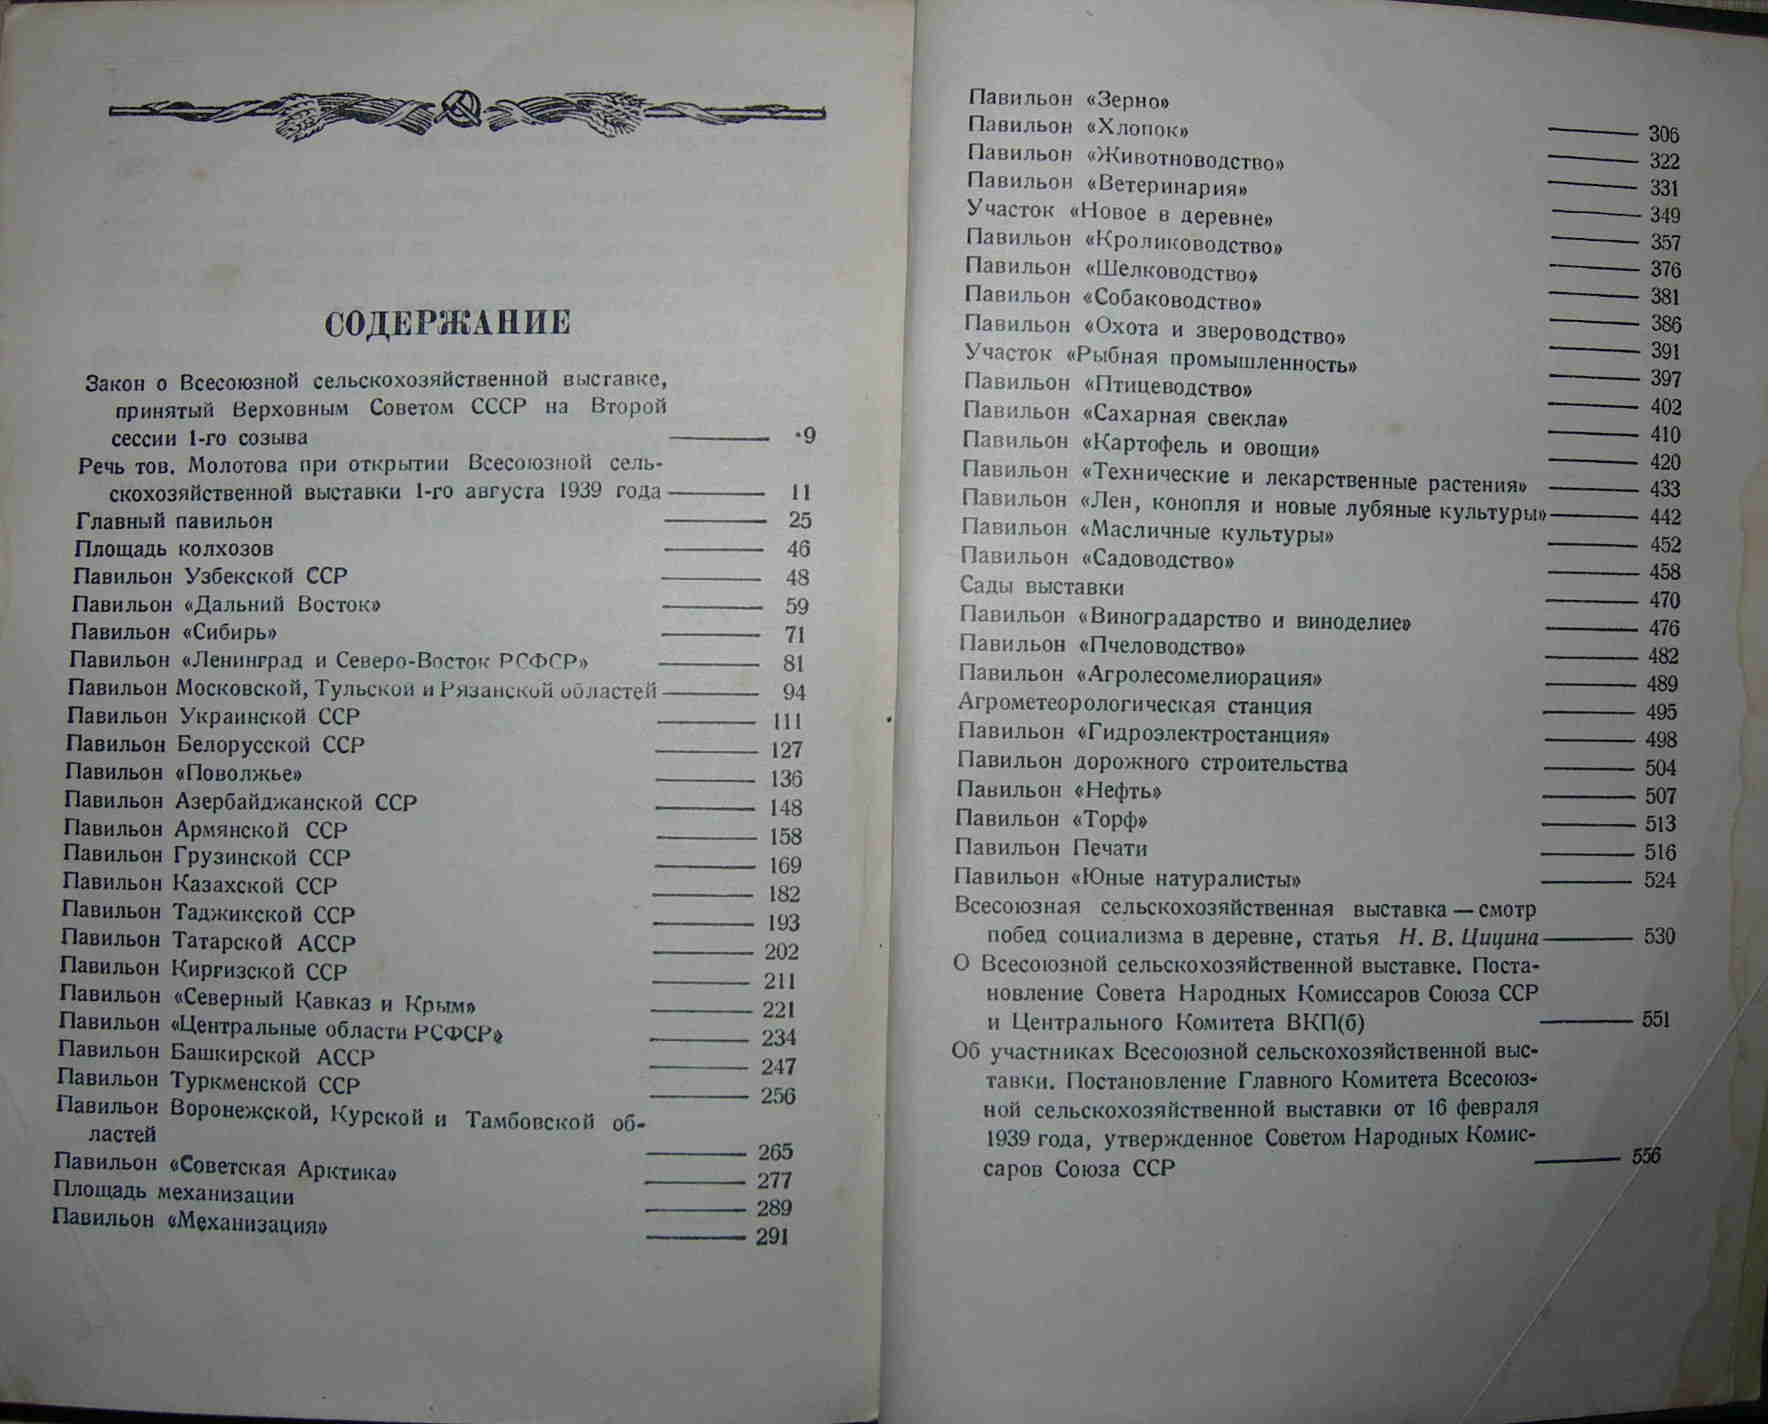 СОДЕРЖАНИЕ
Закон о Всесоюзной сельскохозяйственной выставке,
принятый Верховным Советом СССР на Второй
сессии 1-го созыва 9
Речь тов. Молотова при открытии Всесоюзной сель-
скохозяйственной выставки 1-го августа 1939 года 11
Главный павильон 25
Площадь колхозов 46
Павильон Узбекской ССР 48
Павильон «Дальний Восток» 59
Павильон «Сибирь» 71
Павильон «Ленинград и Северо-Восток РСФСР» 81
Павильон Московской, Тульской и Рязанской областей 94
Павильон Украинской ССР 111
Павильон Белорусской ССР 127
Павильон «Поволжье» 136
Павильон Азербайджанской ССР 148
Павильон Армянской ССР 158
Павильон Грузинской ССР 169
Павильон Казахской ССР 182
Павильон Таджикской ССР 193
Павильон Татарской АССР 202
Павильон Киргизской ССР 211
Павильон «Северный Кавказ и Крым» 221
Павильон «Центральные области РСФСР» 234
Павильон Башкирской АССР 247
Павильон Туркменской ССР 256
Павильон Воронежской, Курской и Тамбовской об-
ластей 265
Павильон «Советская Арктика» 277
Площадь механизации 289
Павильон «Механизация» 291
Павильон «Зерно» 306
Павильон «Хлопок» 322
Павильон «Животноводство» 331
Павильон «Ветеринария» 349
Участок «Новое в деревне» 357
Павильон «Кролиководство» 376
Павильон «Шелководство» 381
Павильон «Собаководство» 386
Павильон «Охота и звероводство» 391
Участок «Рыбная промышленность» 397
Павильон «Птицеводство» 402
Павильон «Сахарная свекла» 410
Павильон «Картофель и овощи» 420
Павильон «Технические и лекарственные растения» 433
Павильон «Лен, конопля и новые лубяные культуры» 442
Павильон «Масличные культуры» 452
Павильон «Садоводство» 458
Сады выставки 470
Павильон «Виноградарство и виноделие» 476
Павильон «Пчеловодство» 482
Павильон «Агролесомелиорация» 489
Агрометеорологическая станция 495
Павильон «Гидроэлектростанция» 498
Павильон дорожного строительства 504
Павильон «Нефть» 507
Павильон «Торф» 513
Павильон Печати 516
Павильон «Юные натуралисты» 524
Всесоюзная сельскохозяйственная выставка — смотр
побед социализма в деревне, статья Н. В. Цицина 530
О Всесоюзной сельскохозяйственной выставке. Поста-
новление Совета Народных Комиссаров Союза ССР
и Центрального Комитета ВКП(б) 551
Об участниках Всесоюзной сельскохозяйственной выс-
тавки. Постановление Главного Комитета Всесоюз-
ной сельскохозяйственной выставки от 16 февраля
1939 года, утвержденное Советом Народных Комис-
саров Союза ССР 556